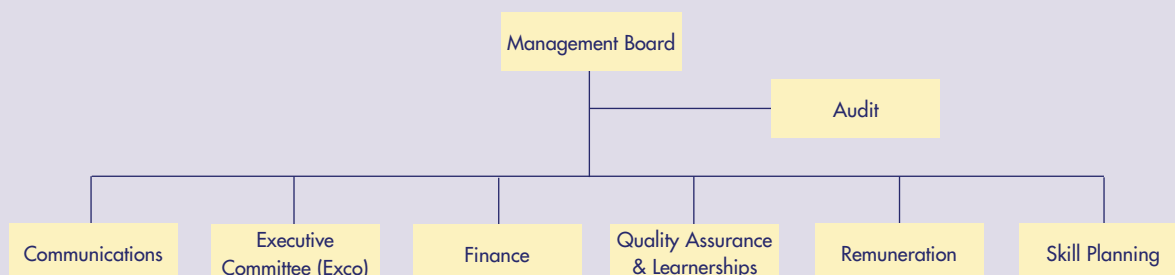 Management Board
Audit
Communications
Executive
Committee (Exco)
Finance
Quality Assurance
& Learnerships
Remuneration
Skill Planning